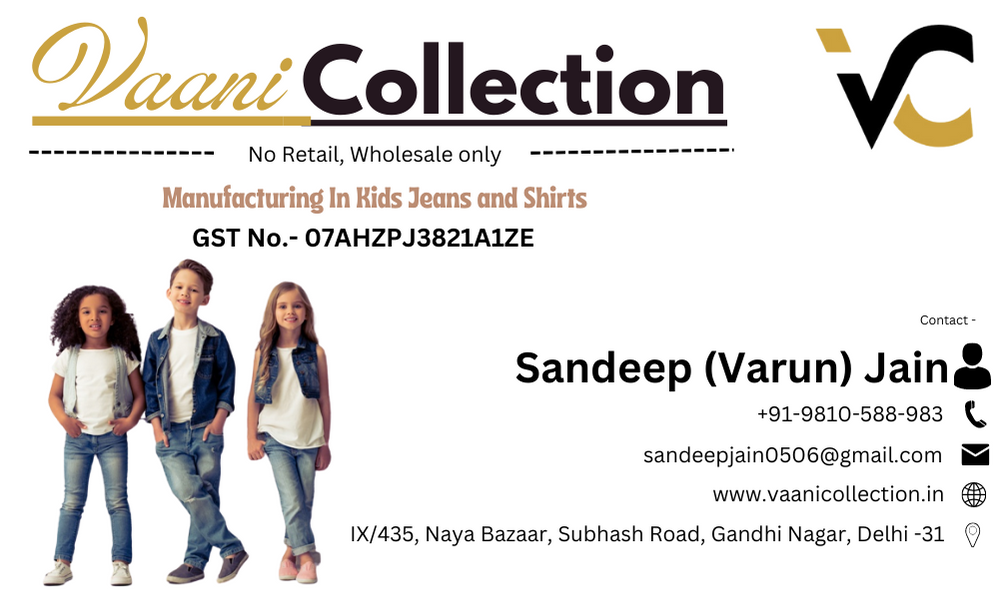 Vaani Collection
VC
No Retail, Wholesale only
Manufacturing In Kids Jeans and Shirts
GST No.- 07AHZPJ3821A1ZE
Contact -
Sandeep (Varun) Jain
+91-9810-588-983
sandeepjain0506@gmail.com
www.vaanicollection.in
IX/435, Naya Bazaar, Subhash Road, Gandhi Nagar, Delhi -31